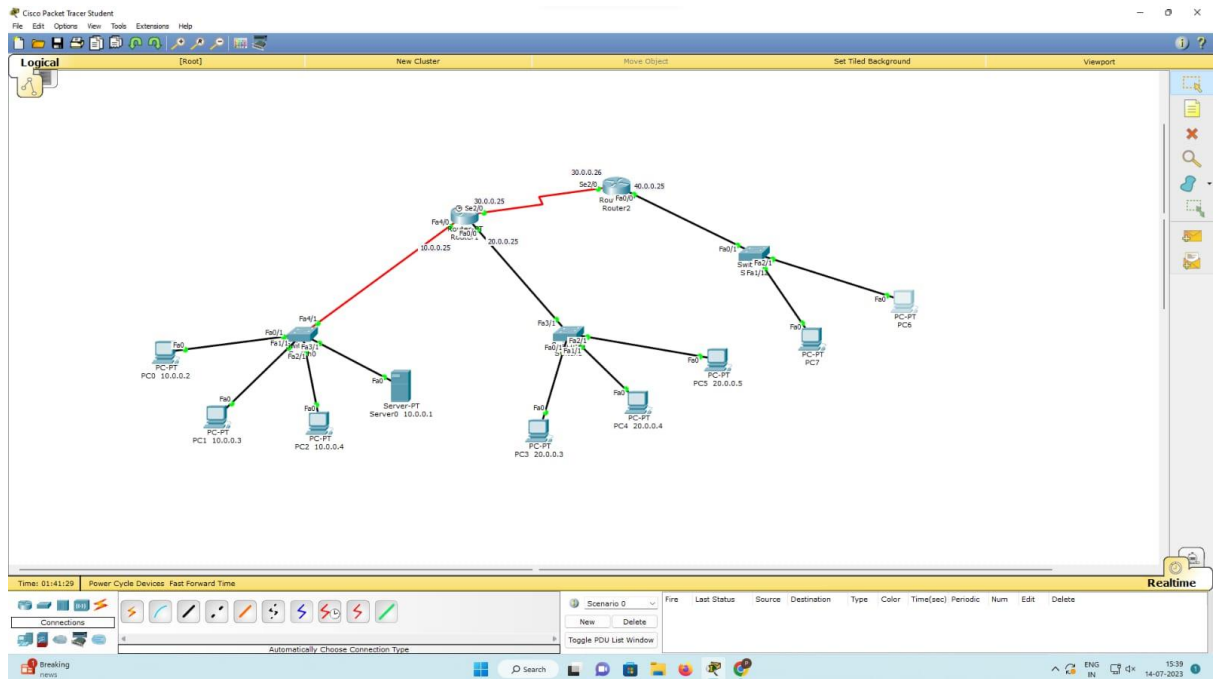 Cisco Packet Tracer Student
File Edit Options View Tools Extensions Help
Logical [Root] New Cluster Move Object Set Tiled Background Viewport
30.0.0.26
Se2/0
40.0.0.25
Fa0/0
Router2
30.0.0.25
Se2/0
Fa4/0
Fa0/0
20.0.0.25
10.0.0.25
Fa0/1
Fa2/1
Fa1/1
Fa0
PC-PT
PC6
Fa0
PC-PT
PC7
Fa4/1
Fa0/1
Fa1/1
Fa3/1
Fa2/1
Fa0
PC-PT
PC0 10.0.0.2
Fa0
PC-PT
PC1 10.0.0.3
Fa0
PC-PT
PC2 10.0.0.4
Fa0
Server-PT
Server0 10.0.0.1
Fa3/1
Fa2/1
Fa0/1
Fa1/1
Fa0
PC-PT
PC5 20.0.0.5
Fa0
PC-PT
PC4 20.0.0.4
Fa0
PC-PT
PC3 20.0.0.3
Time: 01:41:29 Power Cycle Devices Fast Forward Time
Realtime
Connections
Automatically Choose Connection Type
Scenario 0
New Delete
Toggle PDU List Window
Fire Last Status Source Destination Type Color Time(sec) Periodic Num Edit Delete
1
Breaking
news
Search
ENG
IN
15:39
14-07-2023